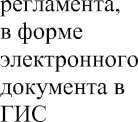 регламента,
в форме
электронного
документа в
ГИС